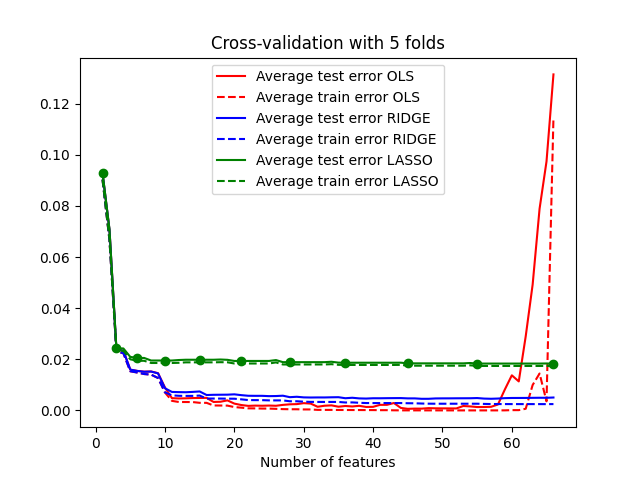 Cross-validation with 5 folds
Average test error OLS
Average train error OLS
Average test error RIDGE
Average train error RIDGE
Average test error LASSO
Average train error LASSO
0.12
0.10
0.08
0.06
0.04
0.02
0.00
0 10 20 30 40 50 60
Number of features